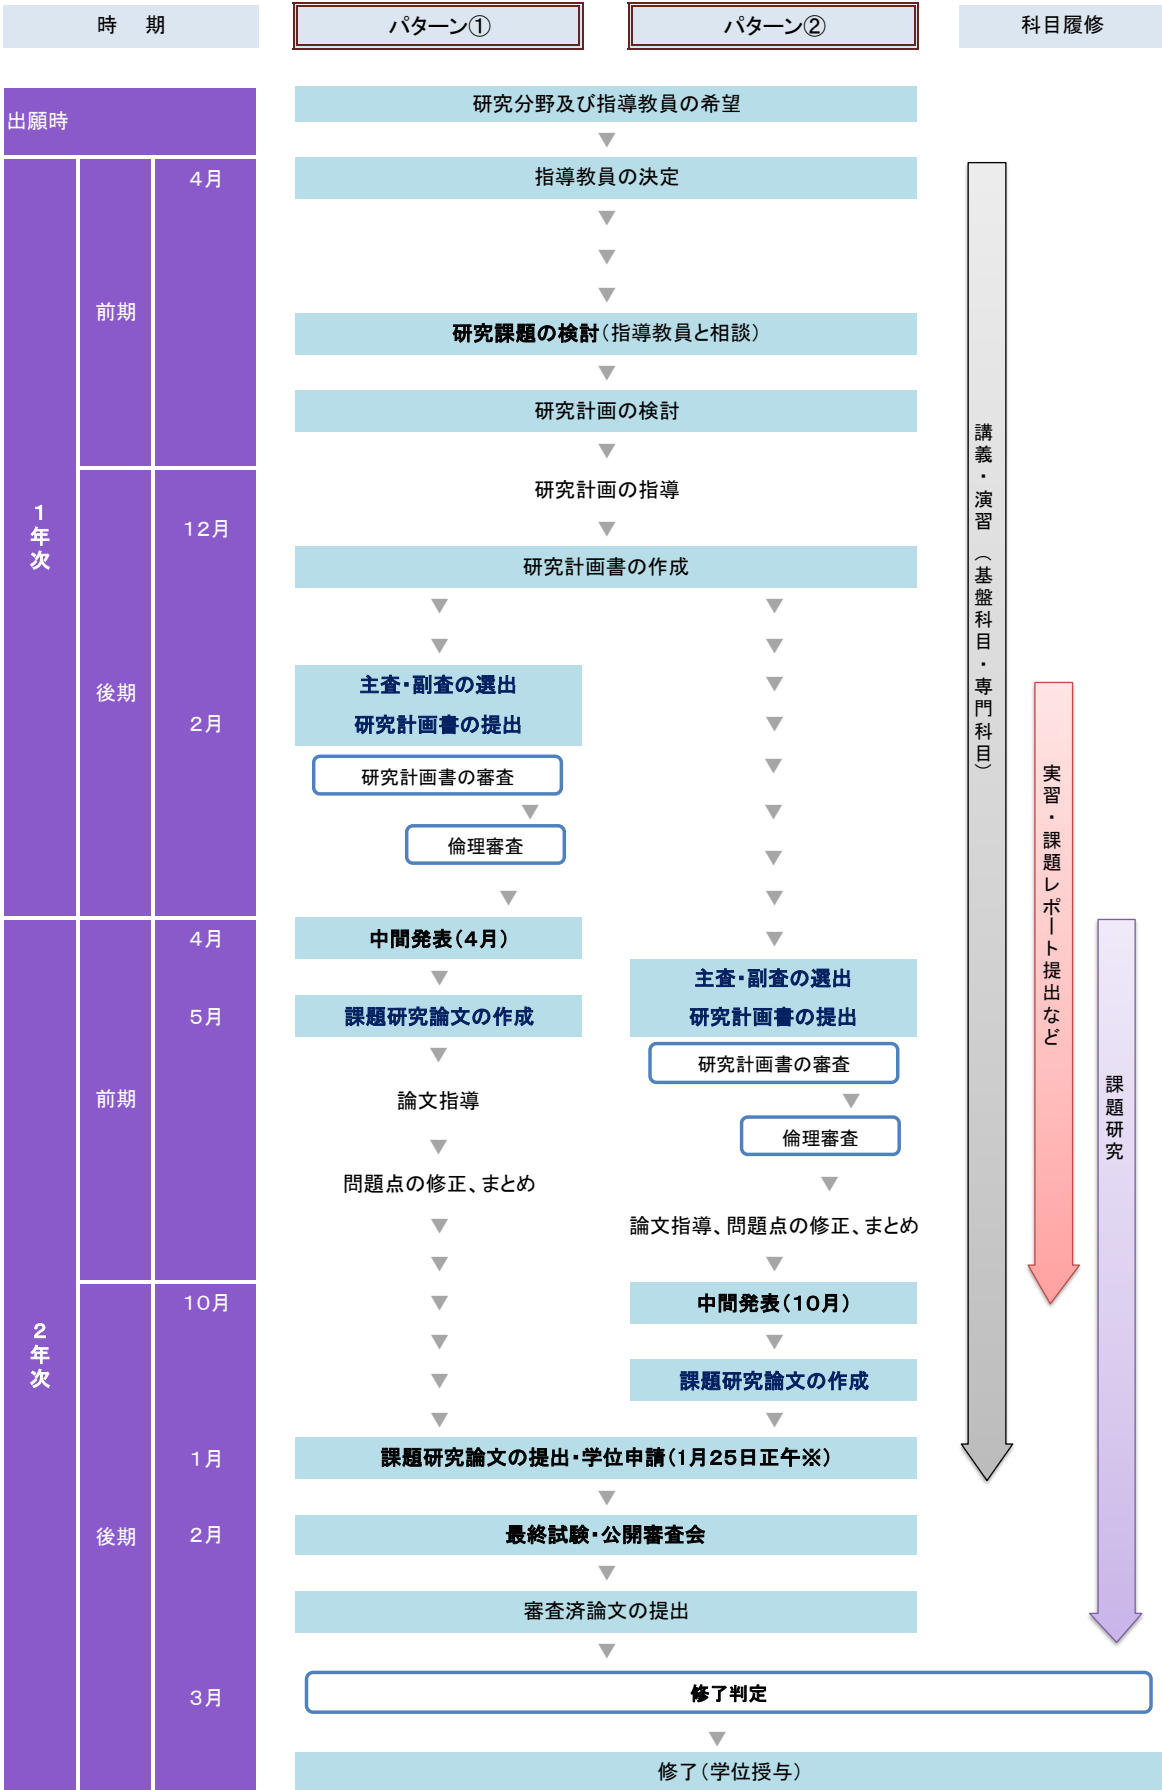 時　期
パターン①
パターン②
科目履修
出願時
研究分野及び指導教員の希望
4月
指導教員の決定
前期
研究課題の検討（指導教員と相談）
研究計画の検討
研究計画の指導
1年次
12月
研究計画書の作成
後期
2月
主査・副査の選出
研究計画書の提出
研究計画書の審査
倫理審査
講義・演習（基盤科目・専門科目）
実習・課題レポート提出など
課題研究
4月
中間発表（4月）
主査・副査の選出
5月
課題研究論文の作成
研究計画書の提出
研究計画書の審査
前期
論文指導
倫理審査
問題点の修正、まとめ
論文指導、問題点の修正、まとめ
10月
中間発表（10月）
2年次
課題研究論文の作成
1月
課題研究論文の提出・学位申請（1月25日正午※）
後期
2月
最終試験・公開審査会
審査済論文の提出
3月
修了判定
修了（学位授与）